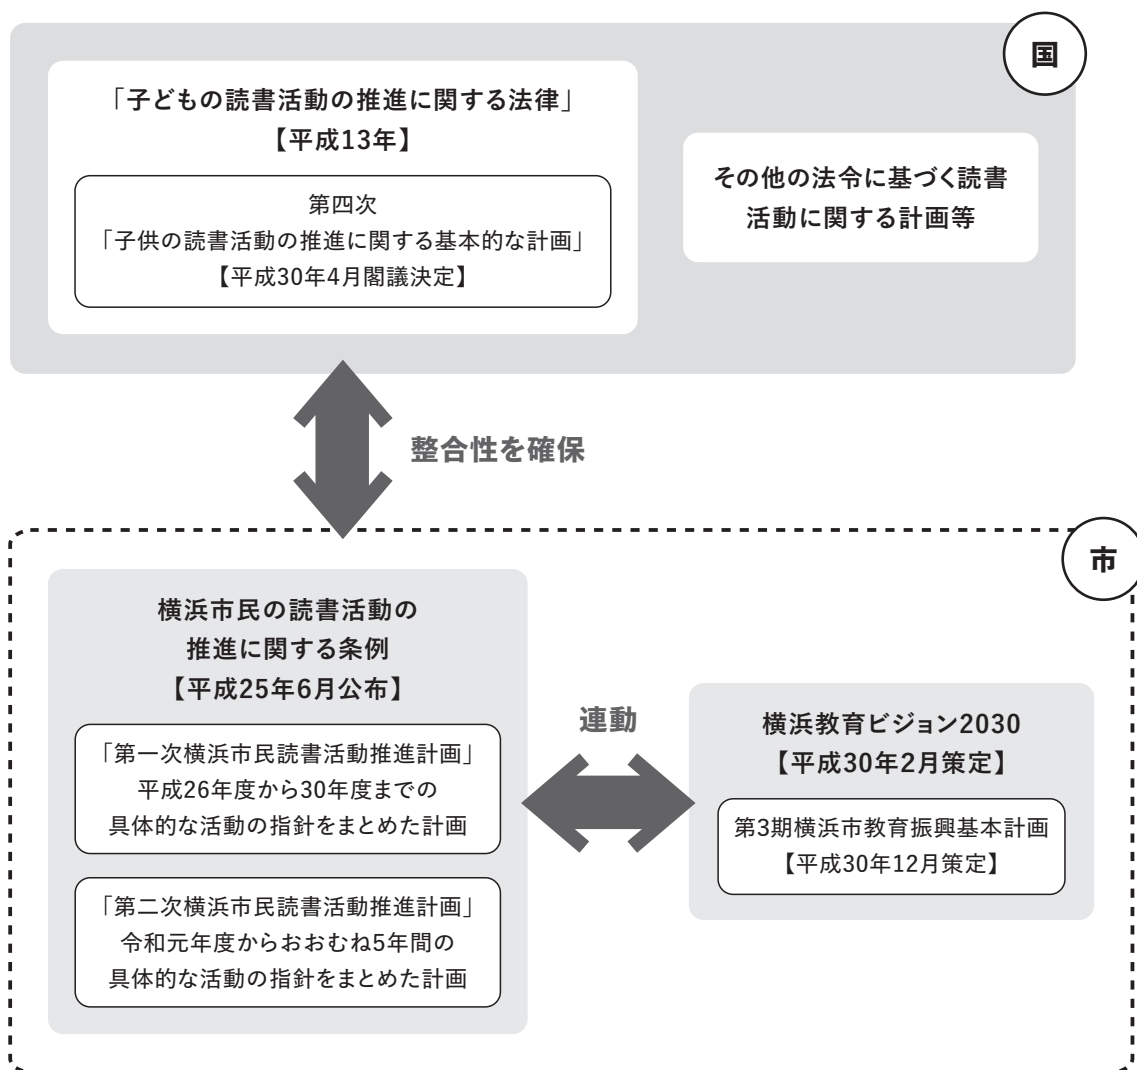 国
「子どもの読書活動の推進に関する法律」
【平成13年】
第四次
「子供の読書活動の推進に関する基本的な計画」
【平成30年4月閣議決定】
その他の法令に基づく読書
活動に関する計画等
整合性を確保
市
横浜市民の読書活動の
推進に関する条例
【平成25年6月公布】
「第一次横浜市民読書活動推進計画」
平成26年度から30年度までの
具体的な活動の指針をまとめた計画
「第二次横浜市民読書活動推進計画」
令和元年度からおおむね5年間の
具体的な活動の指針をまとめた計画
連動
横浜教育ビジョン2030
【平成30年2月策定】
第3期横浜市教育振興基本計画
【平成30年12月策定】